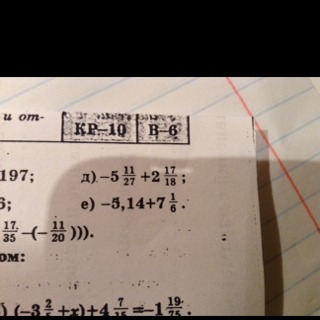 и от-
КР–10 В–6
197; д) –5 11/27 +2 17/18 ;
6; е) –5,14+7 1/6 .
17/35 –(– 11/20 ))).
ом:
) (–3 2/5 +x)+4 7/15 =–1 19/75 .